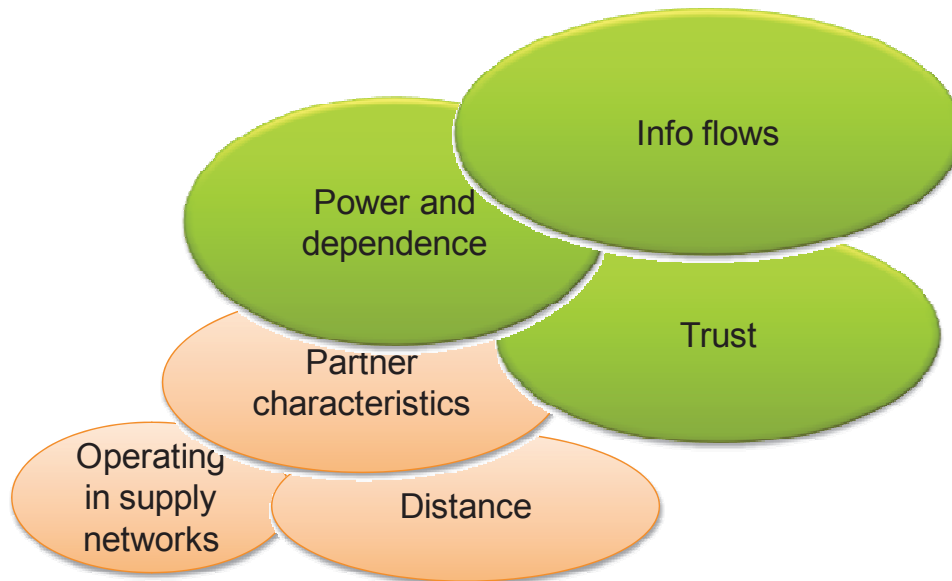 Info flows
Power and
dependence
Trust
Partner
characteristics
Operating
in supply
networks
Distance